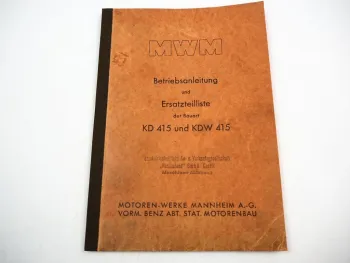 MWM
Betriebsanleitung
und
Ersatzteilliste
der Bauart
KD 415 und KDW 415
MOTOREN-WERKE MANNHEIM A.-G.
VORM. BENZ ABT. STAT. MOTORENBAU